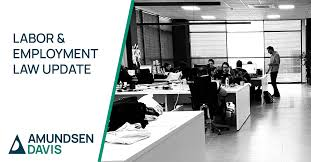 LABOR &
EMPLOYMENT
LAW UPDATE
AMUNDSEN
DAVIS